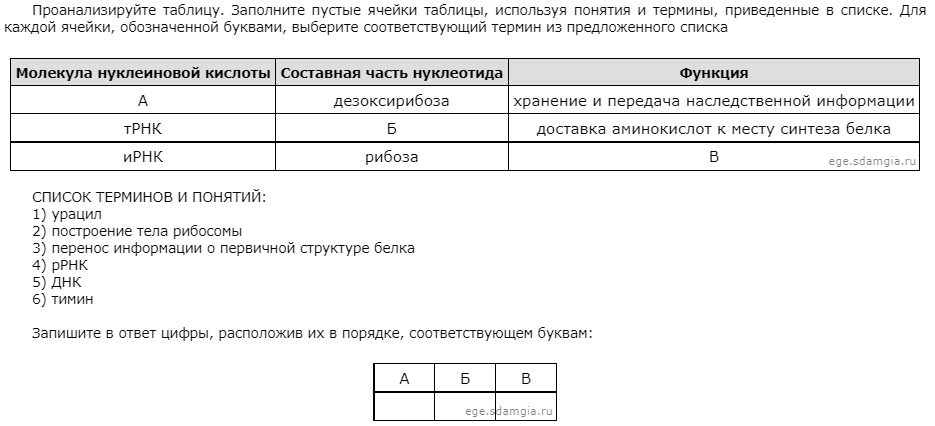 Проанализируйте таблицу. Заполните пустые ячейки таблицы, используя понятия и термины, приведенные в списке. Для
каждой ячейки, обозначенной буквами, выберите соответствующий термин из предложенного списка
Молекула нуклеиновой кислоты Составная часть нуклеотида Функция
А дезоксирибоза хранение и передача наследственной информации
тРНК Б доставка аминокислот к месту синтеза белка
иРНК рибоза В
ege.sdamgia.ru
СПИСОК ТЕРМИНОВ И ПОНЯТИЙ:
1) урацил
2) построение тела рибосомы
3) перенос информации о первичной структуре белка
4) рРНК
5) ДНК
6) тимин
Запишите в ответ цифры, расположив их в порядке, соответствующем буквам:
А Б В
ege.sdamgia.ru